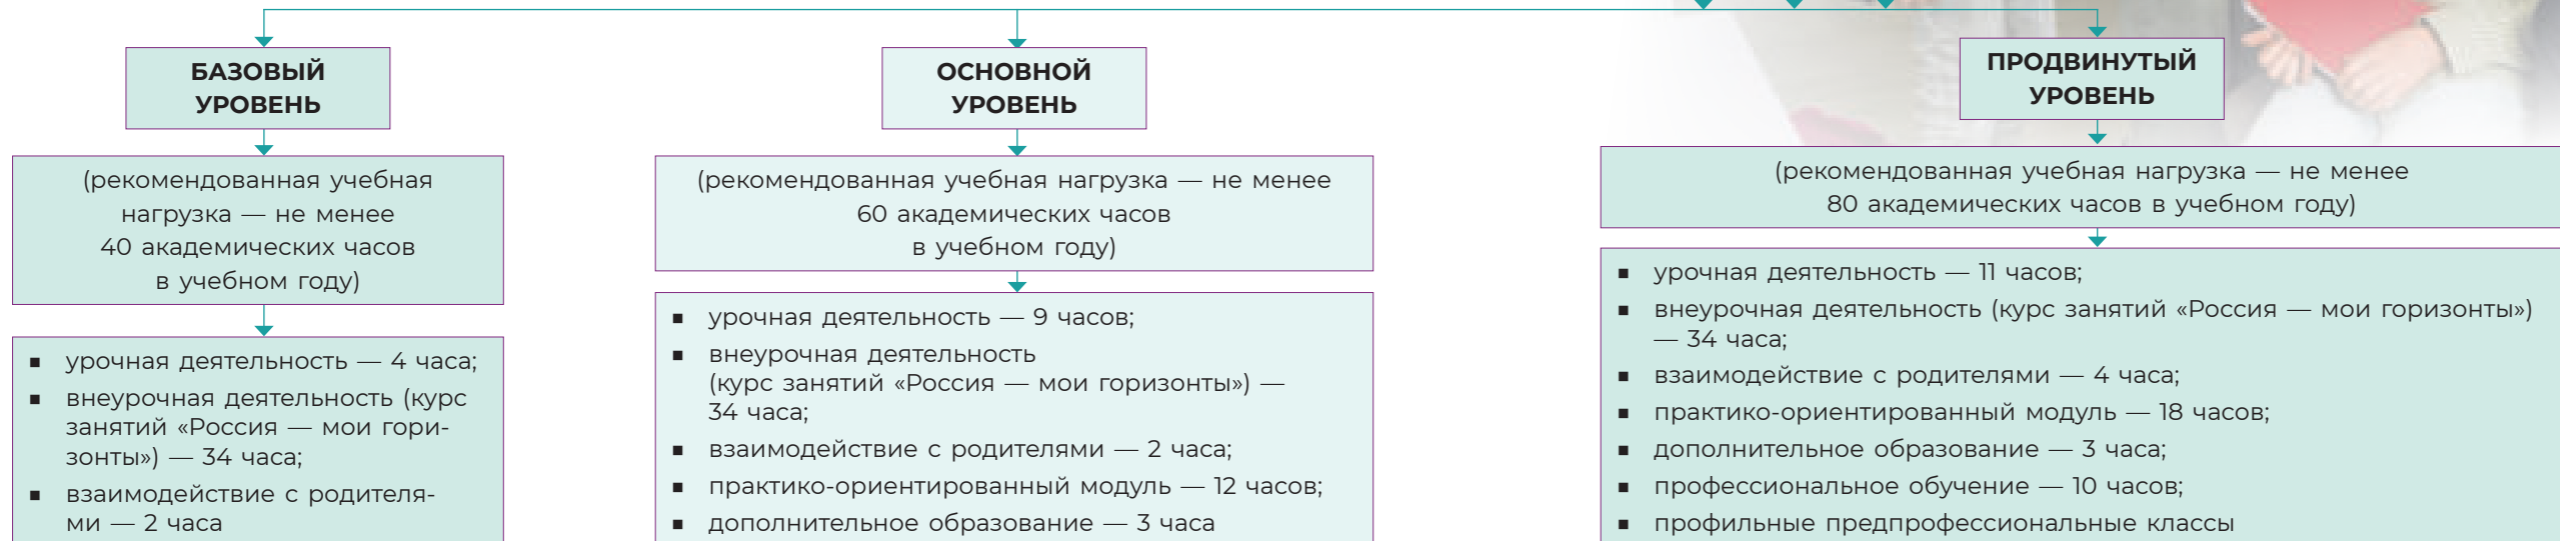 БАЗОВЫЙ
УРОВЕНЬ
(рекомендованная учебная
нагрузка — не менее
40 академических часов
в учебном году)
▪ урочная деятельность — 4 часа;
▪ внеурочная деятельность (курс
занятий «Россия — мои гори-
зонты») — 34 часа;
▪ взаимодействие с родителя-
ми — 2 часа
ОСНОВНОЙ
УРОВЕНЬ
(рекомендованная учебная нагрузка — не менее
60 академических часов
в учебном году)
▪ урочная деятельность — 9 часов;
▪ внеурочная деятельность
(курс занятий «Россия — мои горизонты») —
34 часа;
▪ взаимодействие с родителями — 2 часа;
▪ практико-ориентированный модуль — 12 часов;
▪ дополнительное образование — 3 часа
ПРОДВИНУТЫЙ
УРОВЕНЬ
(рекомендованная учебная нагрузка — не менее
80 академических часов в учебном году)
▪ урочная деятельность — 11 часов;
▪ внеурочная деятельность (курс занятий «Россия — мои горизонты»)
— 34 часа;
▪ взаимодействие с родителями — 4 часа;
▪ практико-ориентированный модуль — 18 часов;
▪ дополнительное образование — 3 часа;
▪ профессиональное обучение — 10 часов;
▪ профильные предпрофессиональные классы